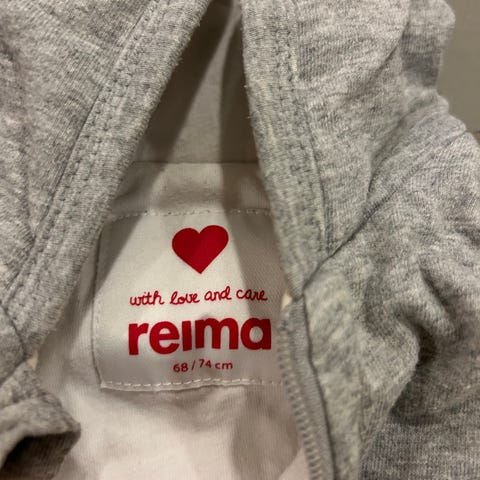 with love and care
reima
68 / 74 cm